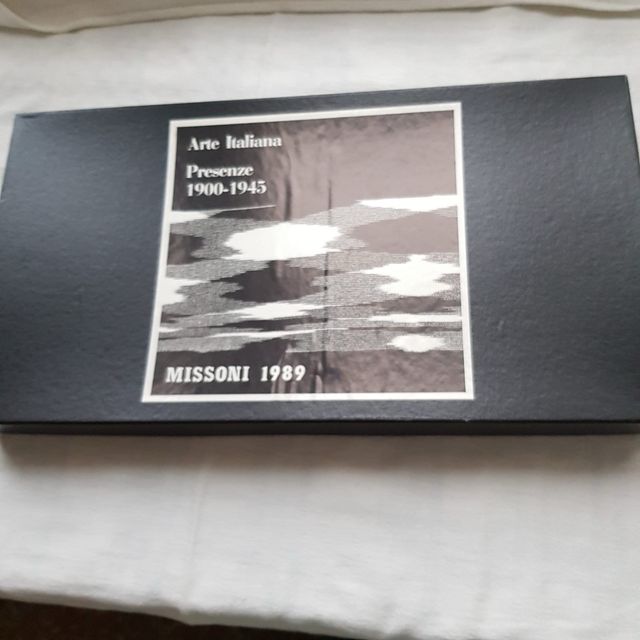 Arte Italiana
Presenze
1900-1945
MISSONI 1989